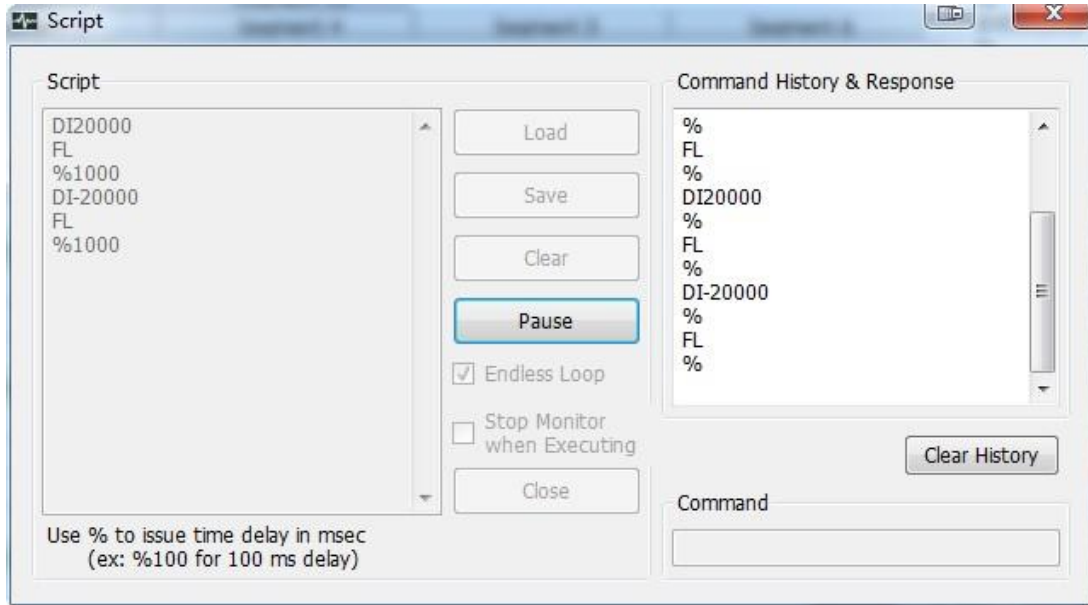 Script
Script
DI20000
FL
%1000
DI-20000
FL
%1000
Use % to issue time delay in msec
(ex: %100 for 100 ms delay)
Load
Save
Clear
Pause
Endless Loop
Stop Monitor
when Executing
Close
Command History & Response
%
FL
%
DI20000
%
FL
%
DI-20000
%
FL
%
Clear History
Command